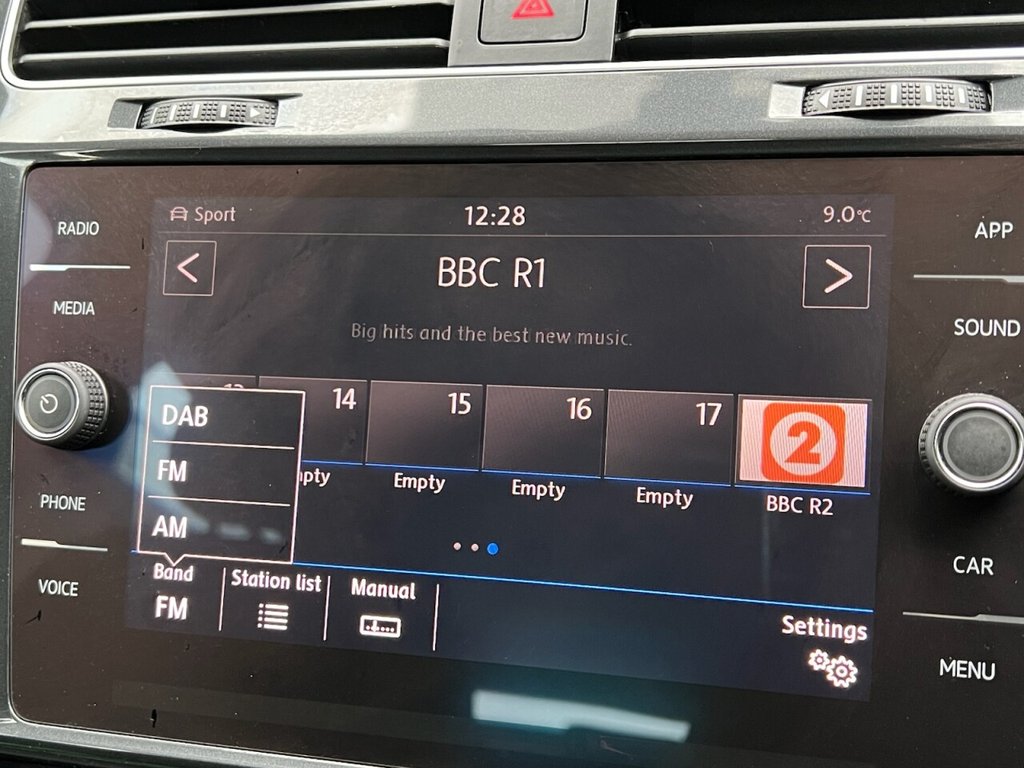 RADIO
MEDIA
PHONE
VOICE
Sport
12:28
9.0°C
<
BBC R1
>
Big hits and the best new music.
14
15
16
17
2
Empty
Empty
Empty
BBC R2
DAB
FM
AM
Band
FM
Station list
Manual
Settings
APP
SOUND
CAR
MENU